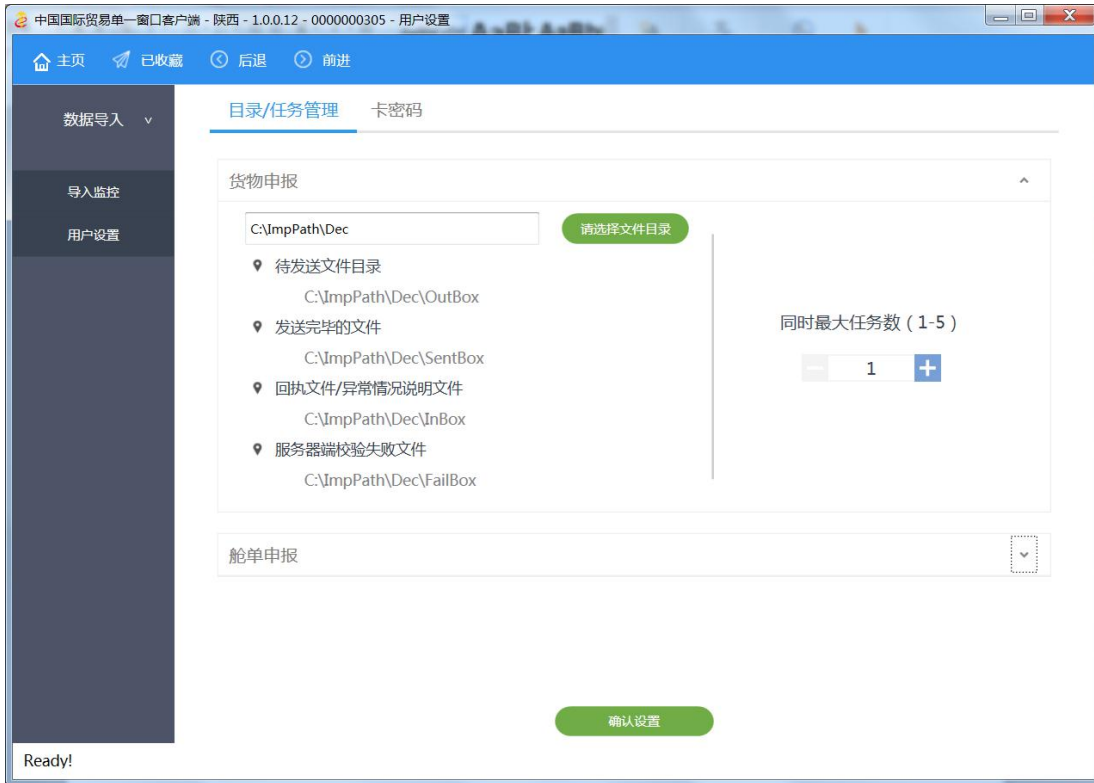 中国国际贸易单一窗口客户端 - 陕西 - 1.0.0.12 - 0000000305 - 用户设置
主页 已收藏 后退 前进
数据导入
导入监控
用户设置
目录/任务管理 卡密码
货物申报
C:\ImpPath\Dec 请选择文件目录
待发送文件目录
C:\ImpPath\Dec\OutBox
发送完毕的文件
C:\ImpPath\Dec\SentBox
回执文件/异常情况说明文件
C:\ImpPath\Dec\InBox
服务器端校验失败文件
C:\ImpPath\Dec\FailBox
同时最大任务数（1-5）
1
舱单申报
确认设置
Ready!